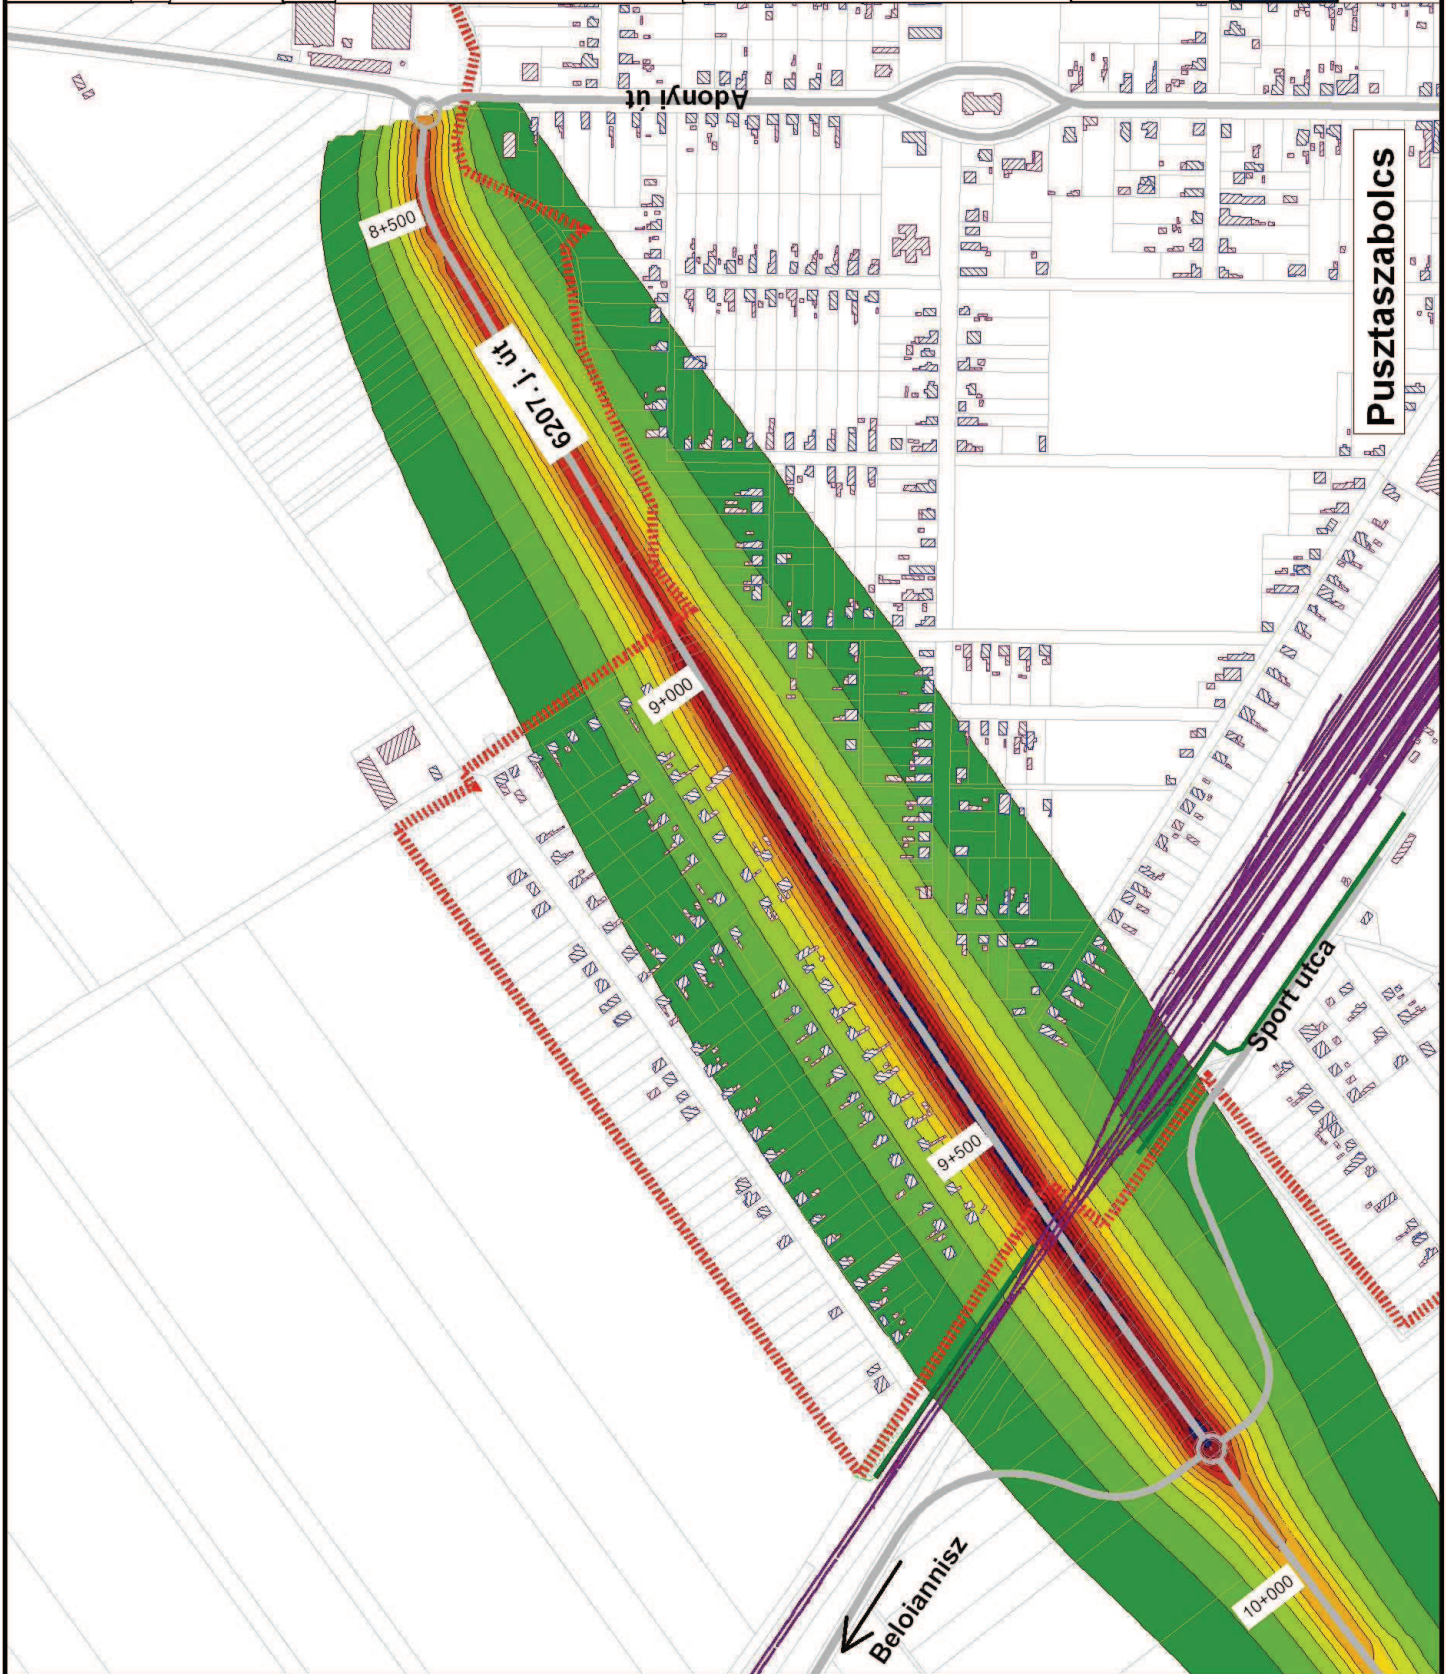 Adonyi út
8+500
Pusztaszabolcs
6207. j. út
9+000
Sport utca
9+500
10+000
Beloiannisz